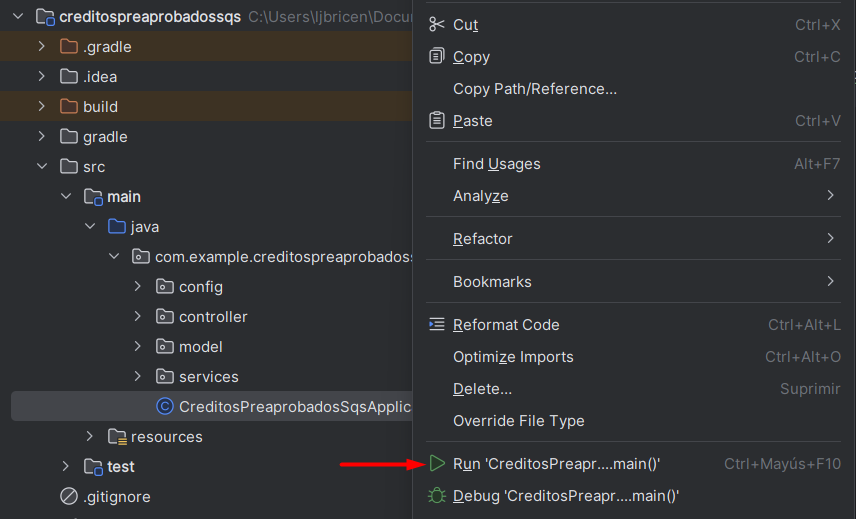 creditospreaprobadossqs C:\Users\ljbricen\Docu
.gradle
.idea
build
gradle
src
main
java
com.example.creditospreaprobadoss
config
controller
model
services
CreditosPreaprobadosSqsApplic
resources
test
.gitignore
Cut Ctrl+X
Copy Ctrl+C
Copy Path/Reference...
Paste Ctrl+V
Find Usages Alt+F7
Analyze
Refactor
Bookmarks
Reformat Code Ctrl+Alt+L
Optimize Imports Ctrl+Alt+O
Delete... Suprimir
Override File Type
Run 'CreditosPreapr....main()' Ctrl+Mayús+F10
Debug 'CreditosPreapr....main()'